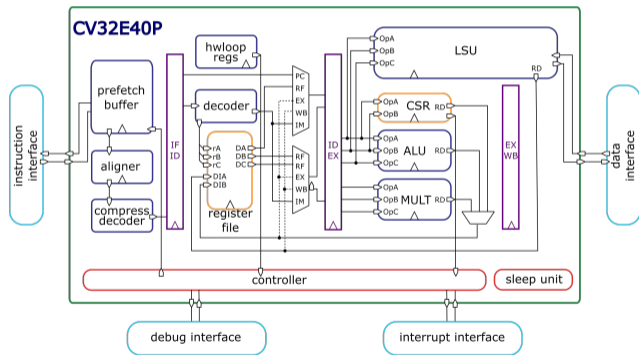 CV32E40P
hwloop
regs
OpA
OpB
OpC
LSU
RD
prefetch
buffer
IF
ID
decoder
PC
RF
EX
WB
IM
ID
EX
OpA
OpB
CSR
RD
EX
WB
instruction
interface
data
interface
aligner
rA
rB
rC
DA
DB
DC
DIA
DIB
register
file
RF
RF
EX
WB
IM
OpA
OpB
OpC
ALU
RD
compress
decoder
OpA
OpB
OpC
MULT
RD
controller
sleep unit
debug interface
interrupt interface